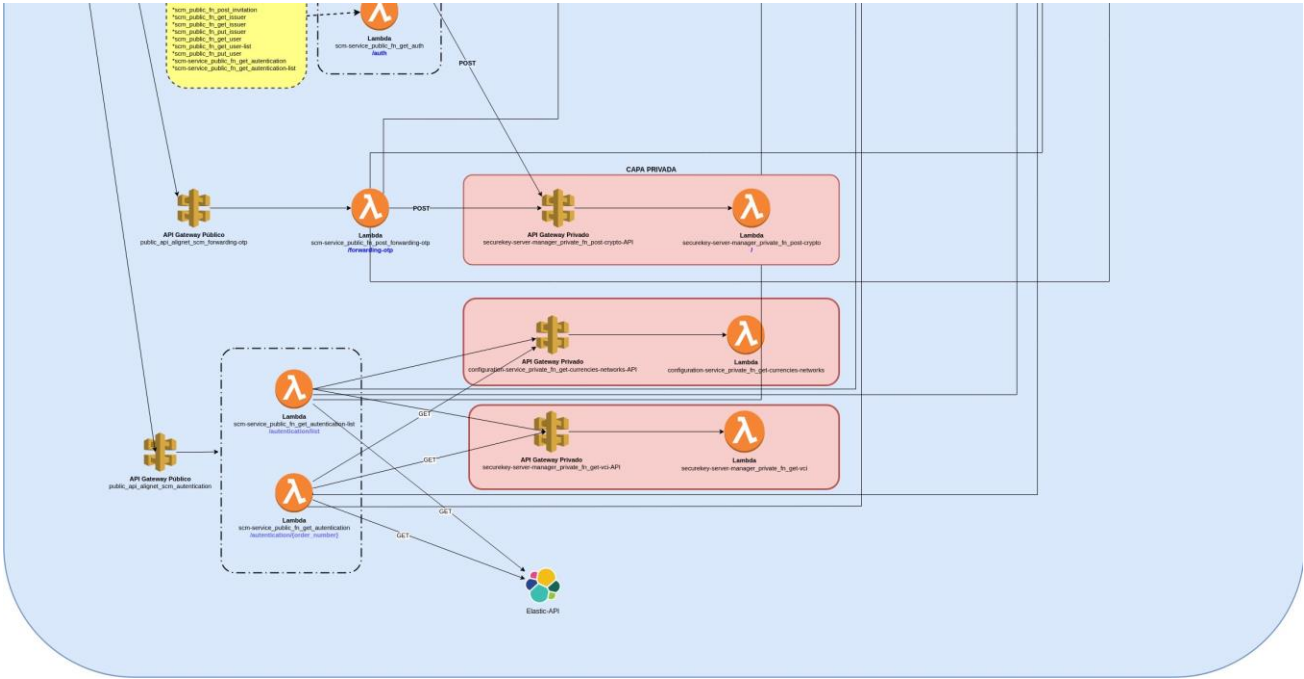 *scm_public_fn_post_invitation
*scm_public_fn_get_issuer
*scm_public_fn_get_issuer
*scm_public_fn_put_issuer
*scm_public_fn_get_user
*scm_public_fn_get_user-list
*scm_public_fn_put_user
*scm-service_public_fn_get_autentication
*scm-service_public_fn_get_autentication-list
Lambda
scm-service_public_fn_get_auth
/auth
POST
CAPA PRIVADA
API Gateway Público
public_api_alignet_scm_forwarding-otp
Lambda
scm-service_public_fn_post_forwarding-otp
/forwarding-otp
POST
API Gateway Privado
securekey-server-manager_private_fn_post-crypto-API
Lambda
securekey-server-manager_private_fn_post-crypto
/
API Gateway Privado
configuration-service_private_fn_get-currencies-networks-API
Lambda
configuration-service_private_fn_get-currencies-networks
Lambda
scm-service_public_fn_get_autentication-list
/autentication/list
GET
API Gateway Privado
securekey-server-manager_private_fn_get-vci-API
Lambda
securekey-server-manager_private_fn_get-vci
GET
API Gateway Público
public_api_alignet_scm_autentication
Lambda
scm-service_public_fn_get_autentication
/autentication/{order_number}
GET
GET
Elastic-API